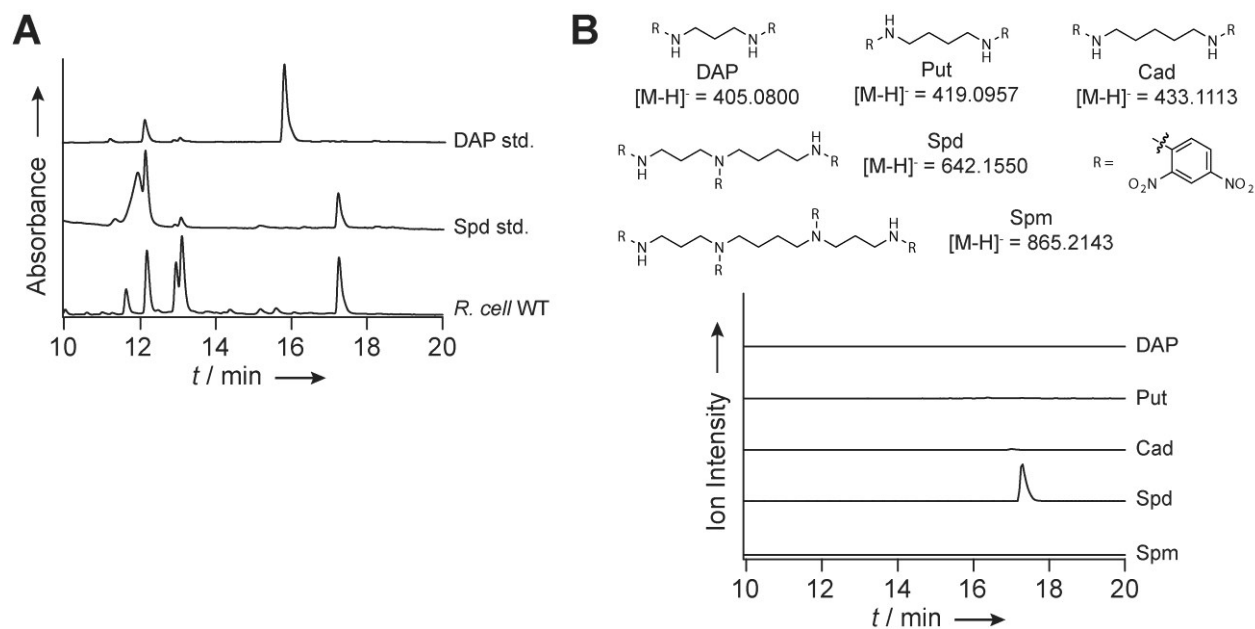 A
Absorbance
DAP std.
Spd std.
R. cell WT
10 12 14 16 18 20
t / min
B
R N H H N R
DAP
[M-H]- = 405.0800
H N R N H R
Put
[M-H]- = 419.0957
R N H H N R
Cad
[M-H]- = 433.1113
R N H N R H N R
Spd
[M-H]- = 642.1550
R =
O₂N NO₂
R N H N R R N H N R
Spm
[M-H]- = 865.2143
Ion Intensity
DAP
Put
Cad
Spd
Spm
10 12 14 16 18 20
t / min